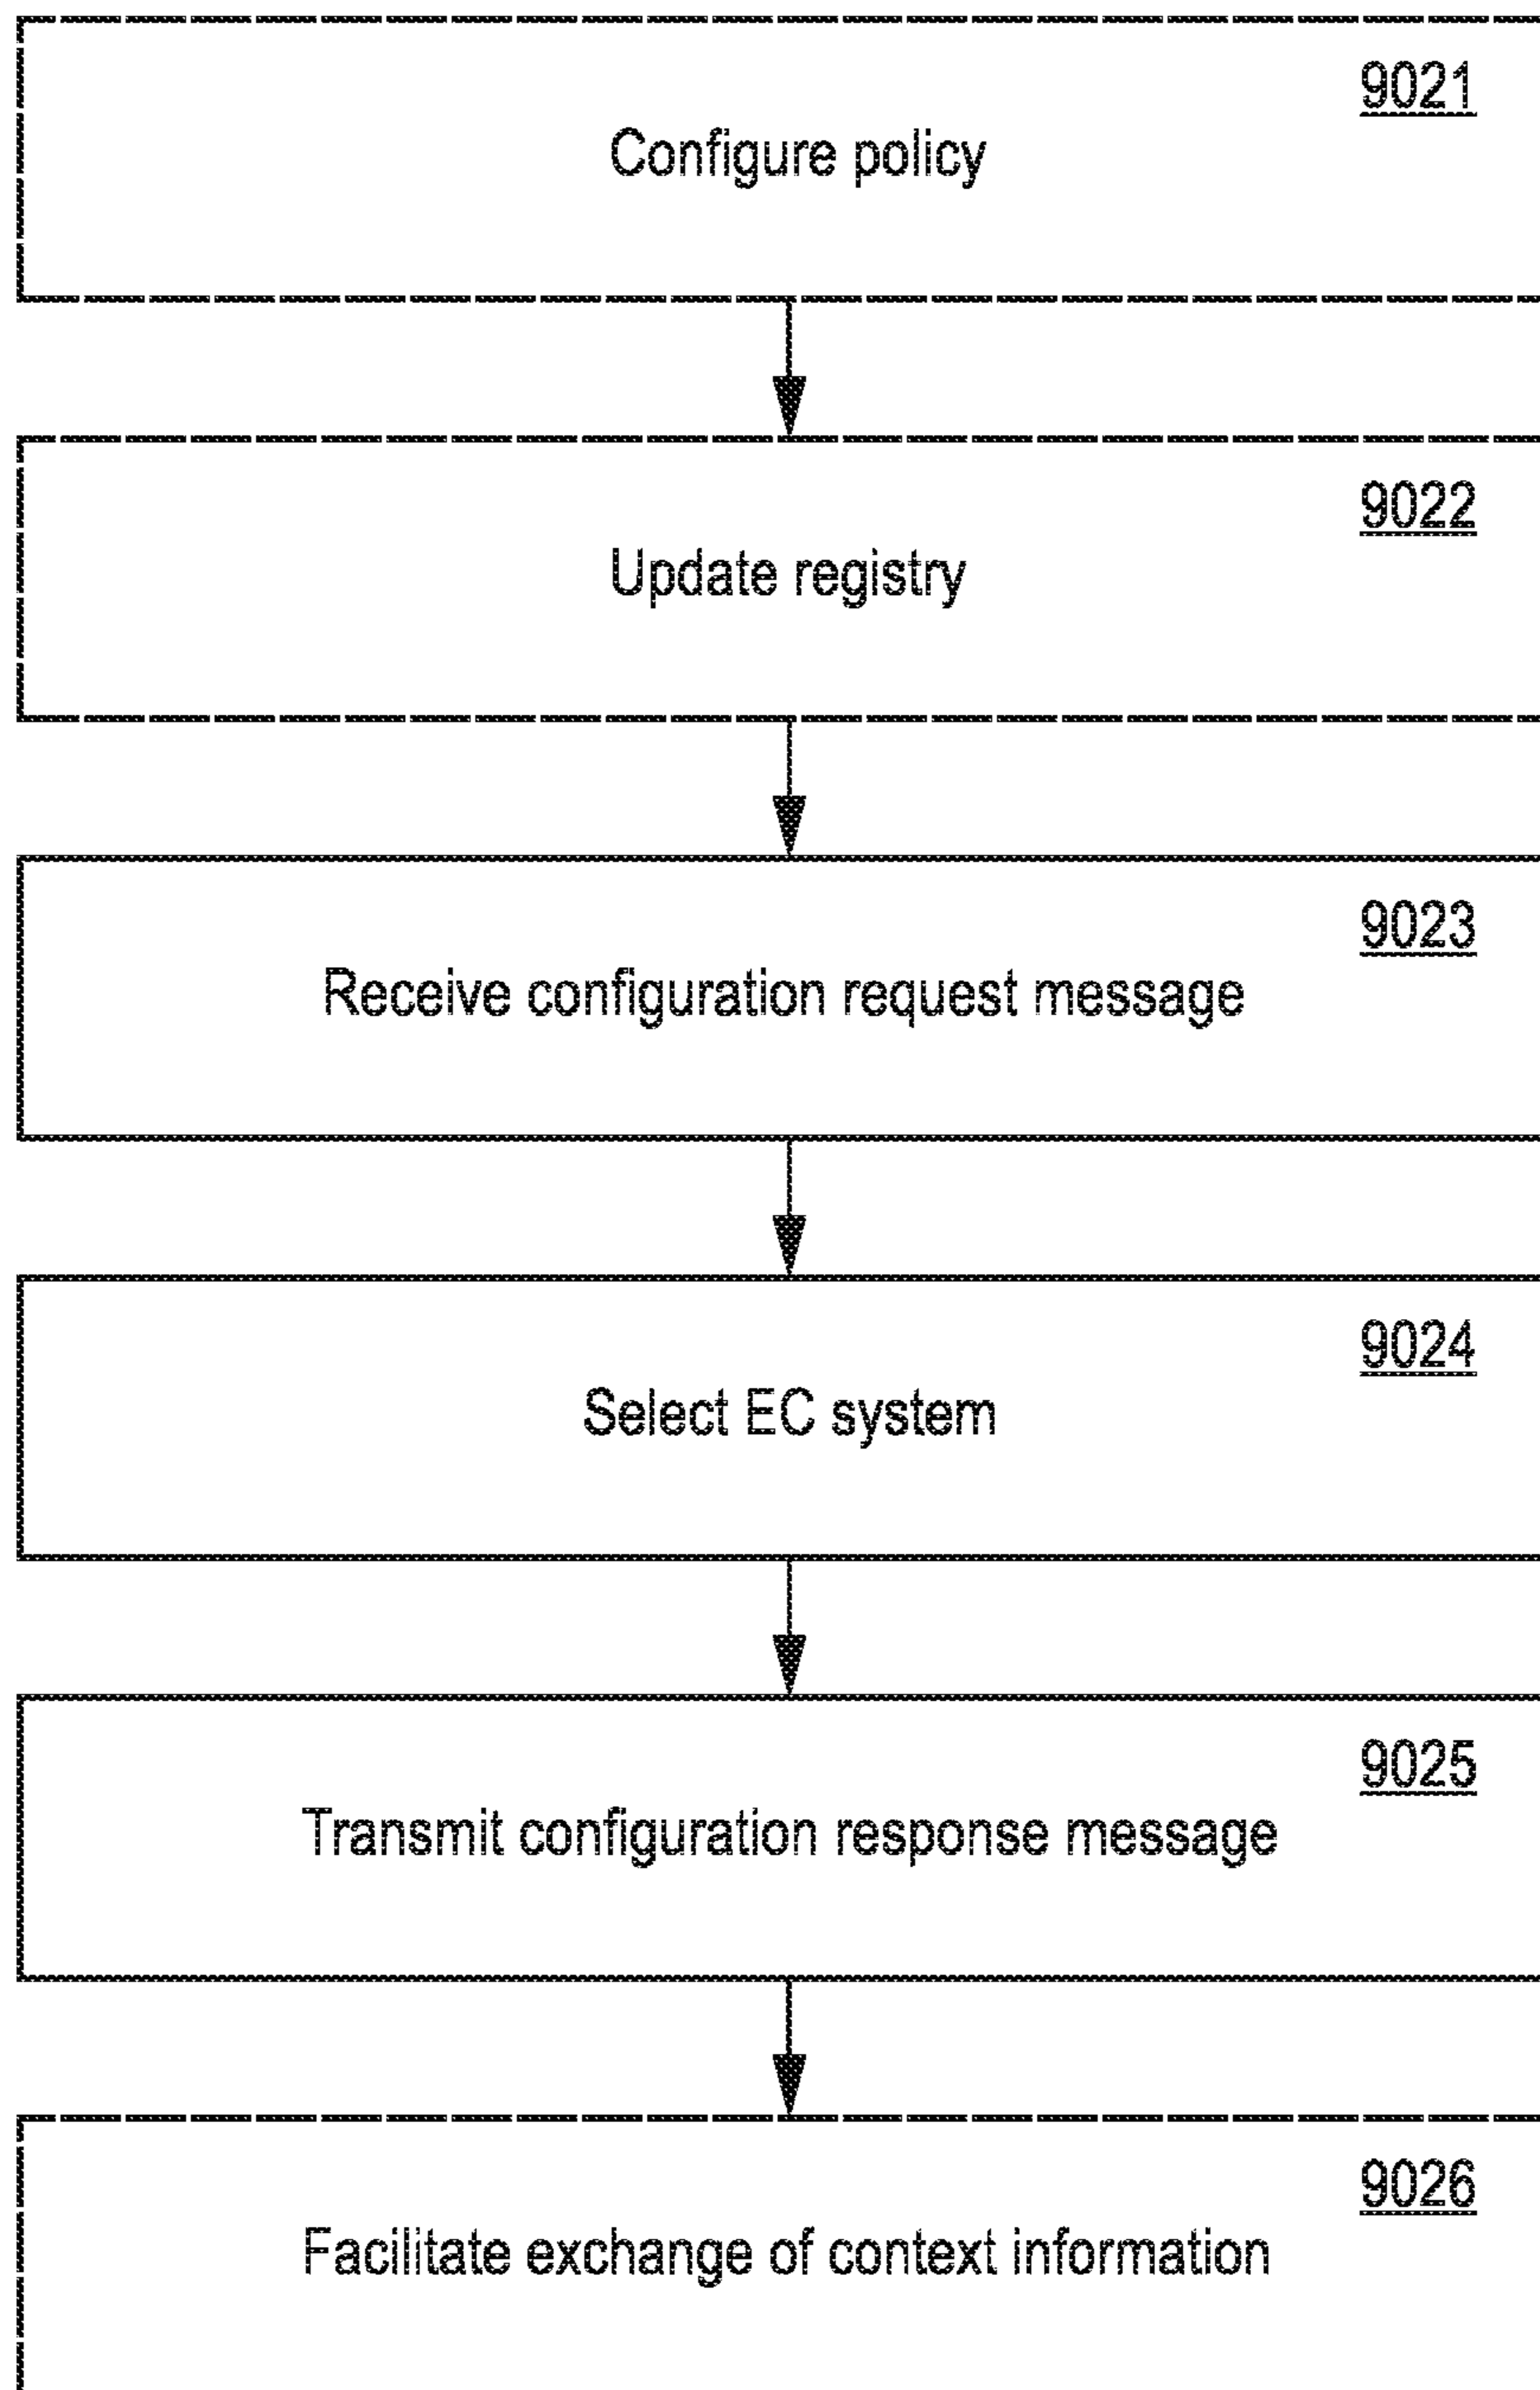 9021
Configure policy
9022
Update registry
9023
Receive configuration request message
9024
Select EC system
9025
Transmit configuration response message
9026
Facilitate exchange of context information